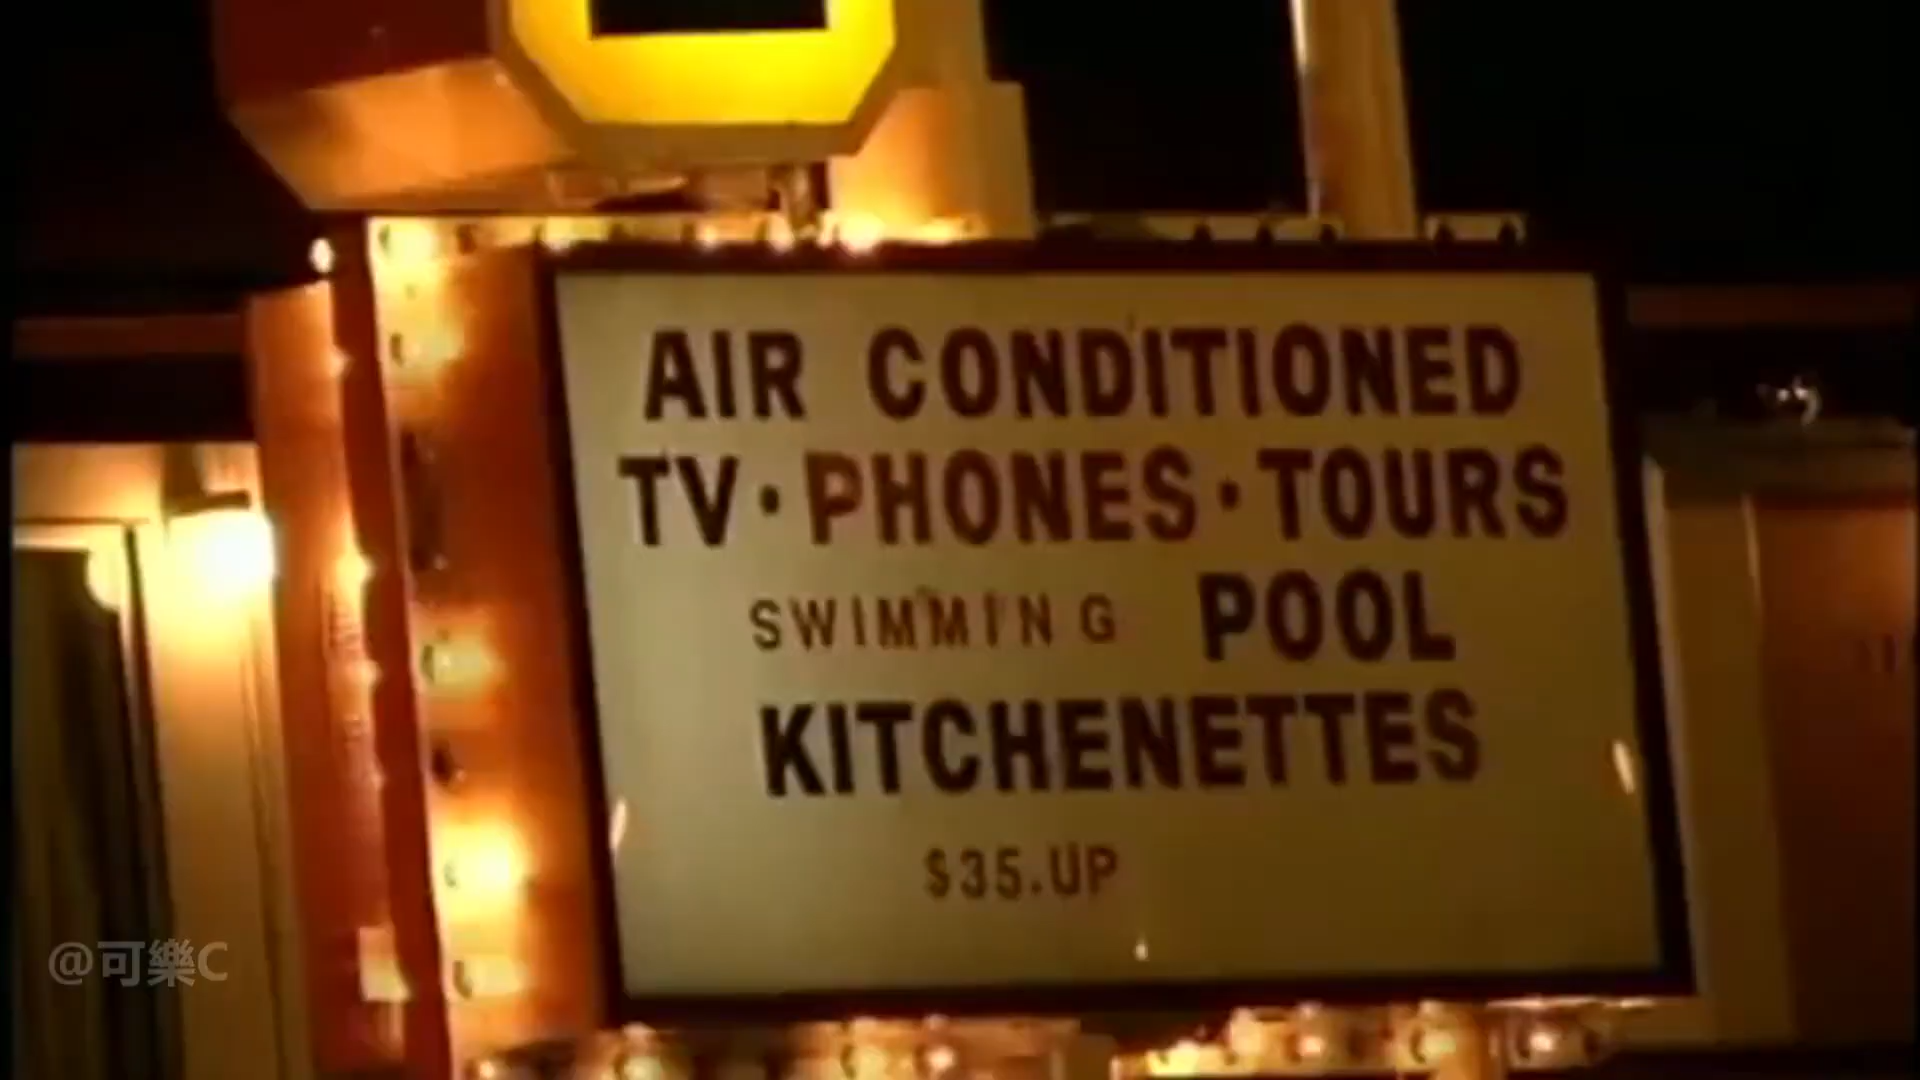 AIR CONDITIONED
TV·PHONES·TOURS
SWIMMING POOL
KITCHENETTES
$35.UP
@可樂C